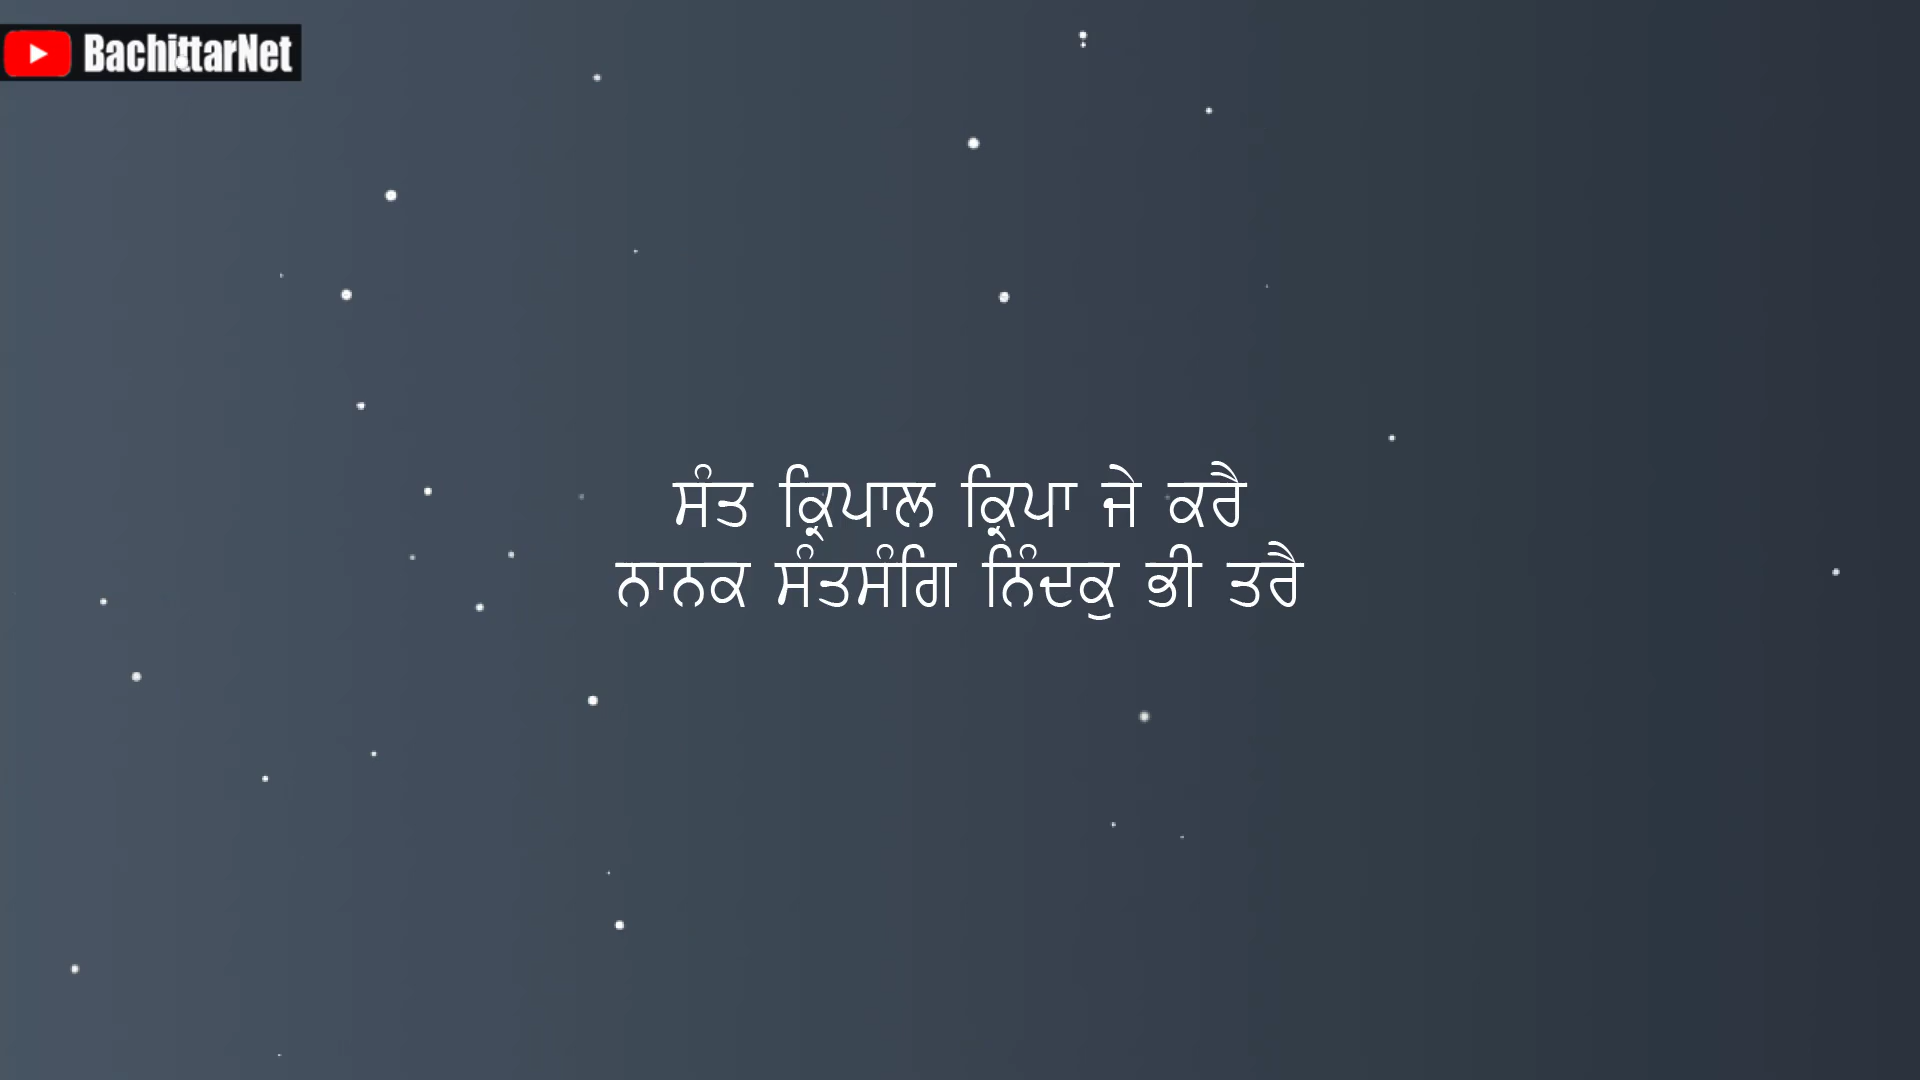 BachittarNet
ਸੰਤ ਕ੍ਰਿਪਾਲ ਕ੍ਰਿਪਾ ਜੇ ਕਰੈ
ਨਾਨਕ ਸੰਤਸੰਗਿ ਨਿੰਦਕੁ ਭੀ ਤਰੈ